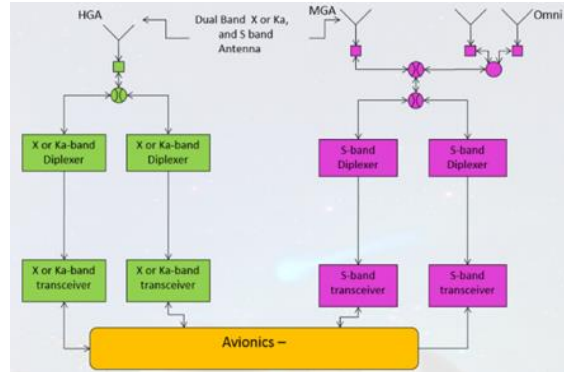 HGA
Dual Band X or Ka,
and S band
Antenna
MGA
Omni
X or Ka-band
Diplexer
X or Ka-band
Diplexer
S-band
Diplexer
S-band
Diplexer
X or Ka-band
transceiver
X or Ka-band
transceiver
S-band
transceiver
S-band
transceiver
Avionics –